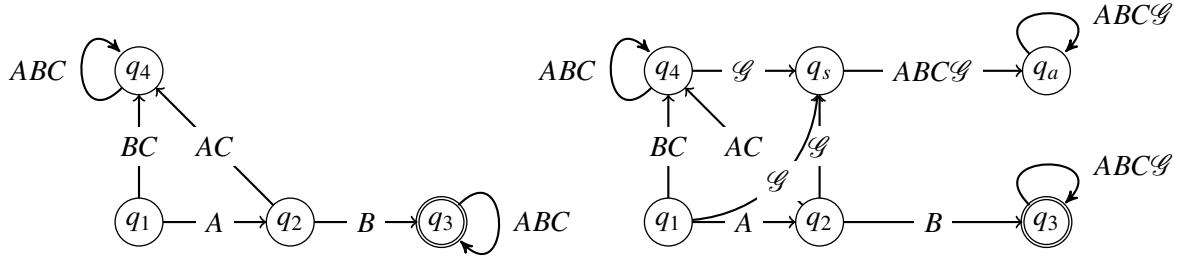 ABC𝒢
ABC q4
ABC q4 𝒢 qs ABC𝒢 qa
BC AC
BC AC 𝒢
𝒢
ABC𝒢
q1 A q2 B q3 ABC
q1 A q2 B q3